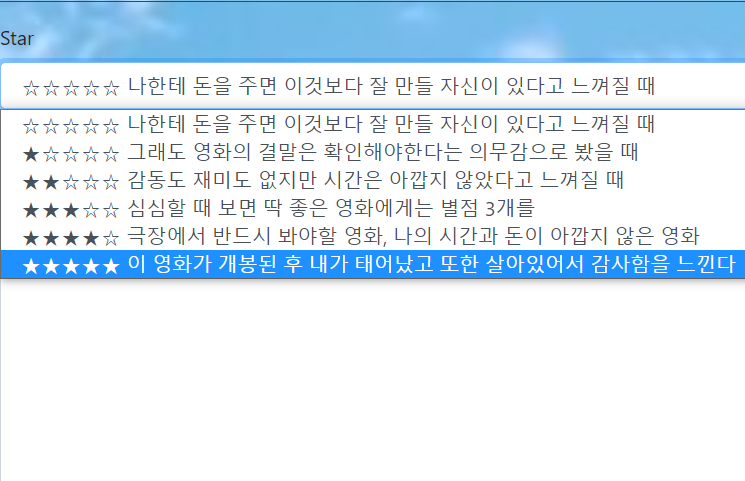 Star
☆☆☆☆☆ 나한테 돈을 주면 이것보다 잘 만들 자신이 있다고 느껴질 때
☆☆☆☆☆ 나한테 돈을 주면 이것보다 잘 만들 자신이 있다고 느껴질 때
★☆☆☆☆ 그래도 영화의 결말은 확인해야한다는 의무감으로 봤을 때
★★☆☆☆ 감동도 재미도 없지만 시간은 아깝지 않았다고 느껴질 때
★★★☆☆ 심심할 때 보면 딱 좋은 영화에게는 별점 3개를
★★★★☆ 극장에서 반드시 봐야할 영화, 나의 시간과 돈이 아깝지 않은 영화
★★★★★ 이 영화가 개봉된 후 내가 태어났고 또한 살아있어서 감사함을 느낀다